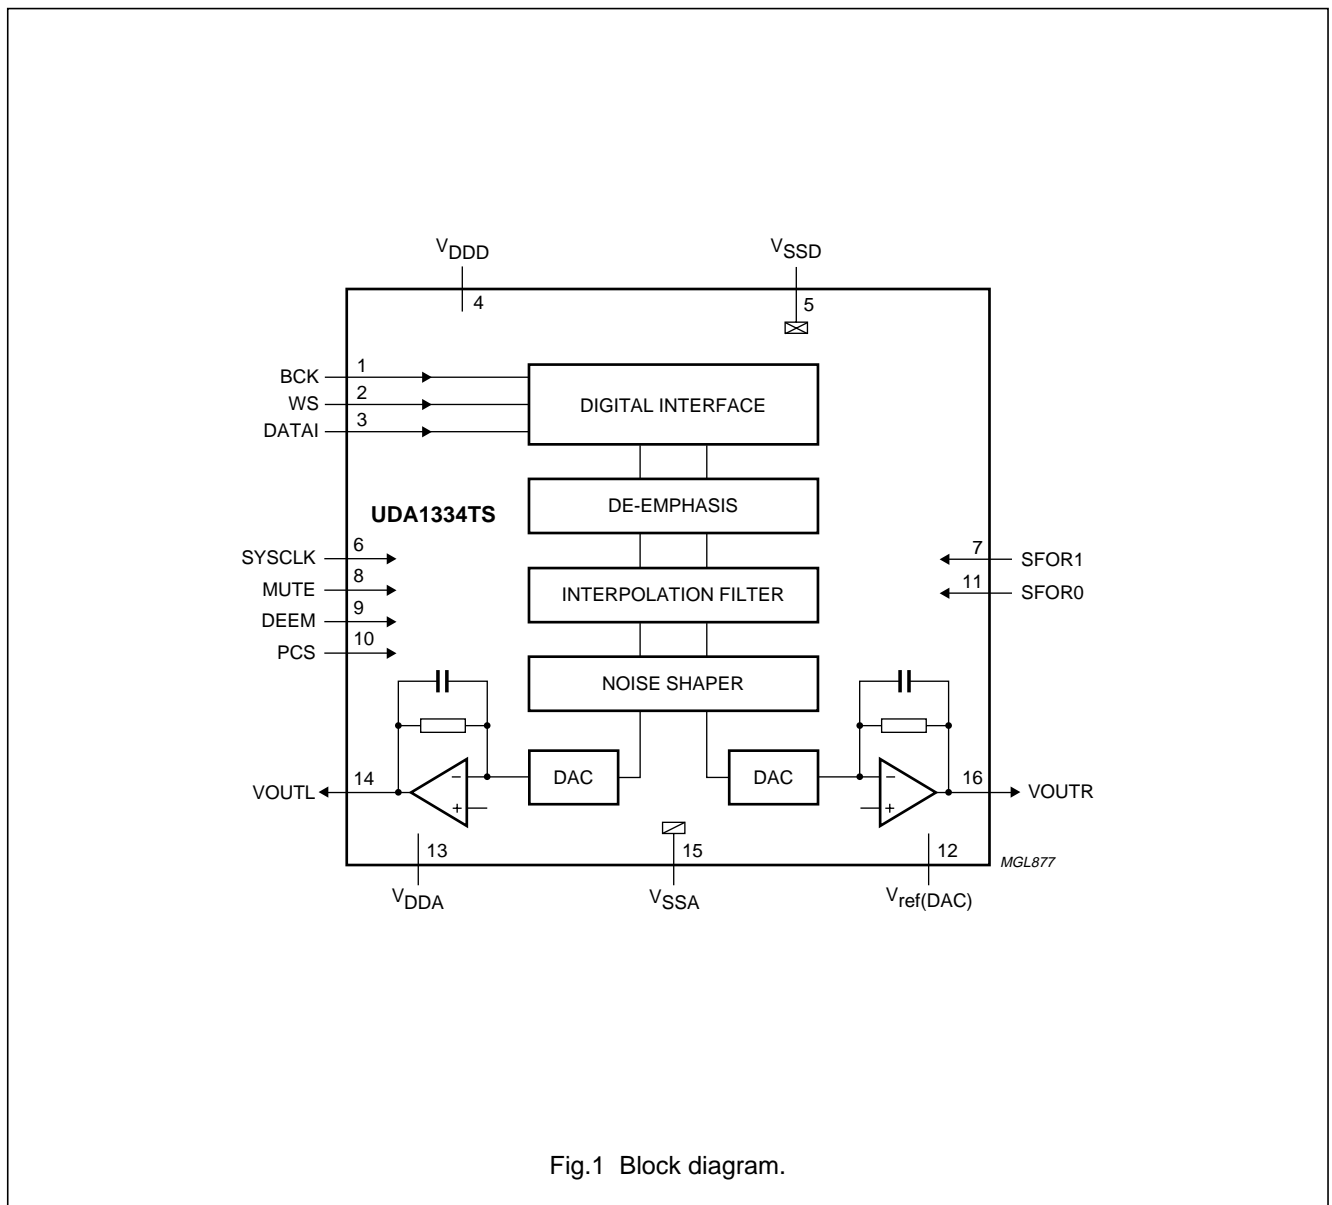 VDDD
VSSD
4
5
BCK
1
WS
2
DATAI
3
DIGITAL INTERFACE
DE-EMPHASIS
UDA1334TS
SYSCLK
6
MUTE
8
DEEM
9
PCS
10
7
SFOR1
11
SFOR0
INTERPOLATION FILTER
NOISE SHAPER
DAC
DAC
−
+
−
+
VOUTL
14
16
VOUTR
13
15
12
VDDA
VSSA
Vref(DAC)
MGL877
Fig.1 Block diagram.